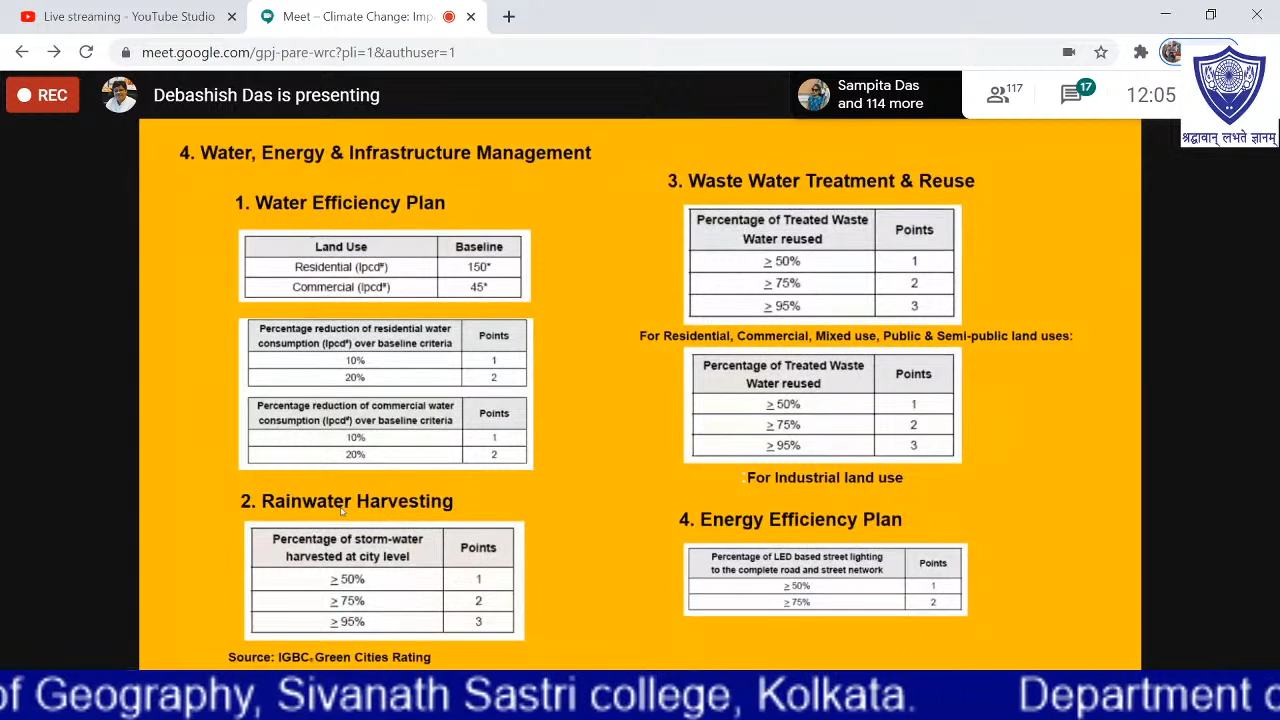 Live streaming - YouTube Studio
Meet – Climate Change: Imp
meet.google.com/gpj-pare-wrc?pli=1&authuser=1
REC
Debashish Das is presenting
Sampita Das
and 114 more
117
17
12:05
श्रद्धावान् लभते ज्ञानम्
4. Water, Energy & Infrastructure Management
1. Water Efficiency Plan
Land Use Baseline
Residential (lpcd#) 150*
Commercial (lpcd#) 45*
Percentage reduction of residential water
consumption (lpcd#) over baseline criteria
Points
10% 1
20% 2
Percentage reduction of commercial water
consumption (lpcd#) over baseline criteria
Points
10% 1
20% 2
2. Rainwater Harvesting
Percentage of storm-water
harvested at city level
Points
≥ 50% 1
≥ 75% 2
≥ 95% 3
Source: IGBC Green Cities Rating
3. Waste Water Treatment & Reuse
Percentage of Treated Waste
Water reused
Points
≥ 50% 1
≥ 75% 2
≥ 95% 3
For Residential, Commercial, Mixed use, Public & Semi-public land uses:
Percentage of Treated Waste
Water reused
Points
≥ 50% 1
≥ 75% 2
≥ 95% 3
:For Industrial land use
4. Energy Efficiency Plan
Percentage of LED based street lighting
to the complete road and street network
Points
≥ 50% 1
≥ 75% 2
of Geography, Sivanath Sastri college, Kolkata. Department o